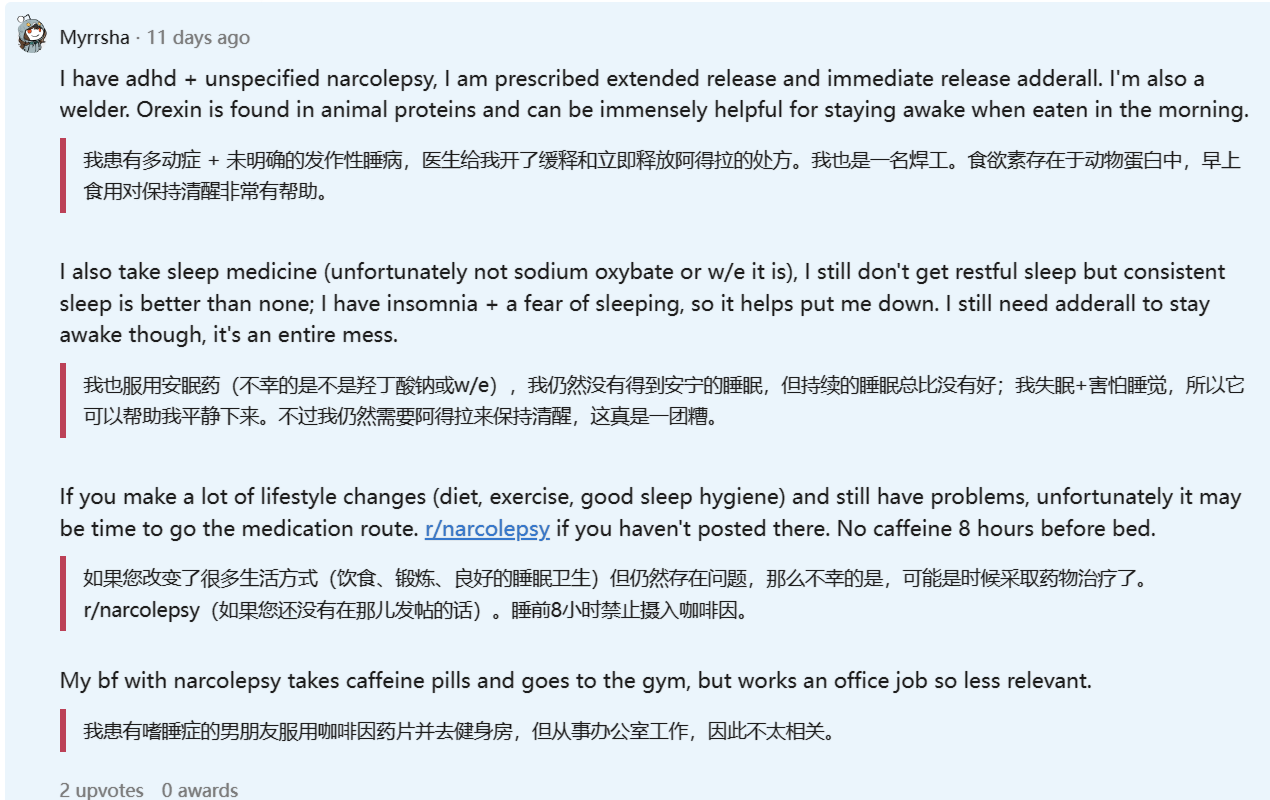 Myrrsha · 11 days ago
I have adhd + unspecified narcolepsy, I am prescribed extended release and immediate release adderall. I'm also a
welder. Orexin is found in animal proteins and can be immensely helpful for staying awake when eaten in the morning.
我患有多动症 + 未明确的发作性睡病，医生给我开了缓释和立即释放阿得拉的处方。我也是一名焊工。食欲素存在于动物蛋白中，早上
食用对保持清醒非常有帮助。
I also take sleep medicine (unfortunately not sodium oxybate or w/e it is), I still don't get restful sleep but consistent
sleep is better than none; I have insomnia + a fear of sleeping, so it helps put me down. I still need adderall to stay
awake though, it's an entire mess.
我也服用安眠药（不幸的是不是羟丁酸钠或w/e），我仍然没有得到安宁的睡眠，但持续的睡眠总比没有好；我失眠+害怕睡觉，所以它
可以帮助我平静下来。不过我仍然需要阿得拉来保持清醒，这真是一团糟。
If you make a lot of lifestyle changes (diet, exercise, good sleep hygiene) and still have problems, unfortunately it may
be time to go the medication route. r/narcolepsy if you haven't posted there. No caffeine 8 hours before bed.
如果您改变了很多生活方式（饮食、锻炼、良好的睡眠卫生）但仍然存在问题，那么不幸的是，可能是时候采取药物治疗了。
r/narcolepsy（如果您还没有在那儿发帖的话）。睡前8小时禁止摄入咖啡因。
My bf with narcolepsy takes caffeine pills and goes to the gym, but works an office job so less relevant.
我患有嗜睡症的男朋友服用咖啡因药片并去健身房，但从事办公室工作，因此不太相关。
2 upvotes 0 awards